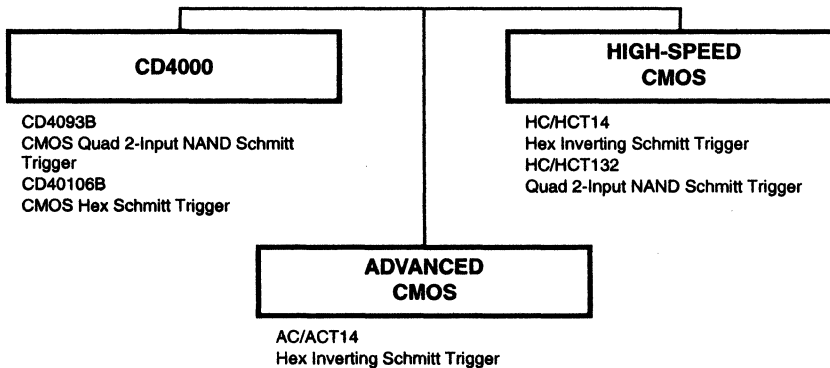 CD4000
CD4093B
CMOS Quad 2-Input NAND Schmitt
Trigger
CD40106B
CMOS Hex Schmitt Trigger
HIGH-SPEED
CMOS
HC/HCT14
Hex Inverting Schmitt Trigger
HC/HCT132
Quad 2-Input NAND Schmitt Trigger
ADVANCED
CMOS
AC/ACT14
Hex Inverting Schmitt Trigger